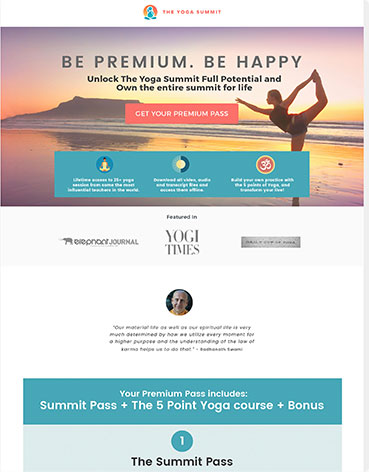 THE YOGA SUMMIT
BE PREMIUM. BE HAPPY
Unlock The Yoga Summit Full Potential and
Own the entire summit for life
GET YOUR PREMIUM PASS
Lifetime access to 25+ yoga
session from some the most
influential teachers in the world.
Download all video, audio
and transcript files and
access them offline.
Build your own practice with
the 5 points of Yoga, and
transform your live!
Featured in
elephantJOURNAL
YOGI
TIMES
DAILY CUP OF YOGA
"Our material life as well as our spiritual life is very
much determined by how we utilize every moment for
a higher purpose and the understanding of the law of
karma helps us to do that." - Radhanath Swami
Your Premium Pass includes:
Summit Pass + The 5 Point Yoga course + Bonus
1
The Summit Pass